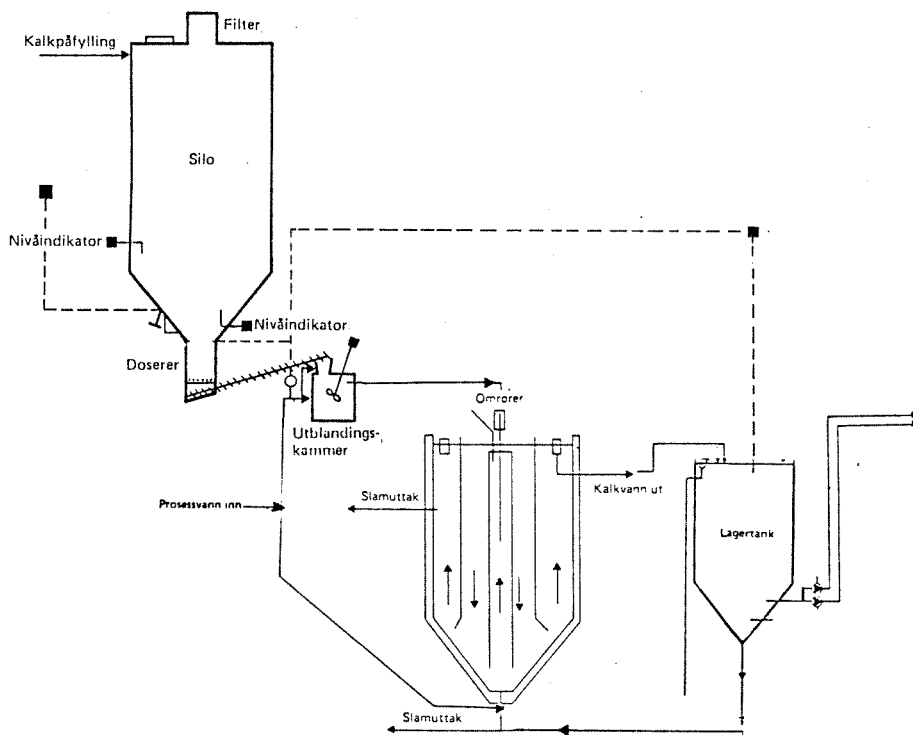 Filter
Kalkpåfylling
Silo
Nivåindikator
Nivåindikator
Doserer
Omrører
Utblandings-
kammer
Kalkvann ut
Slamuttak
Prosessvann inn
Lagertank
Slamuttak